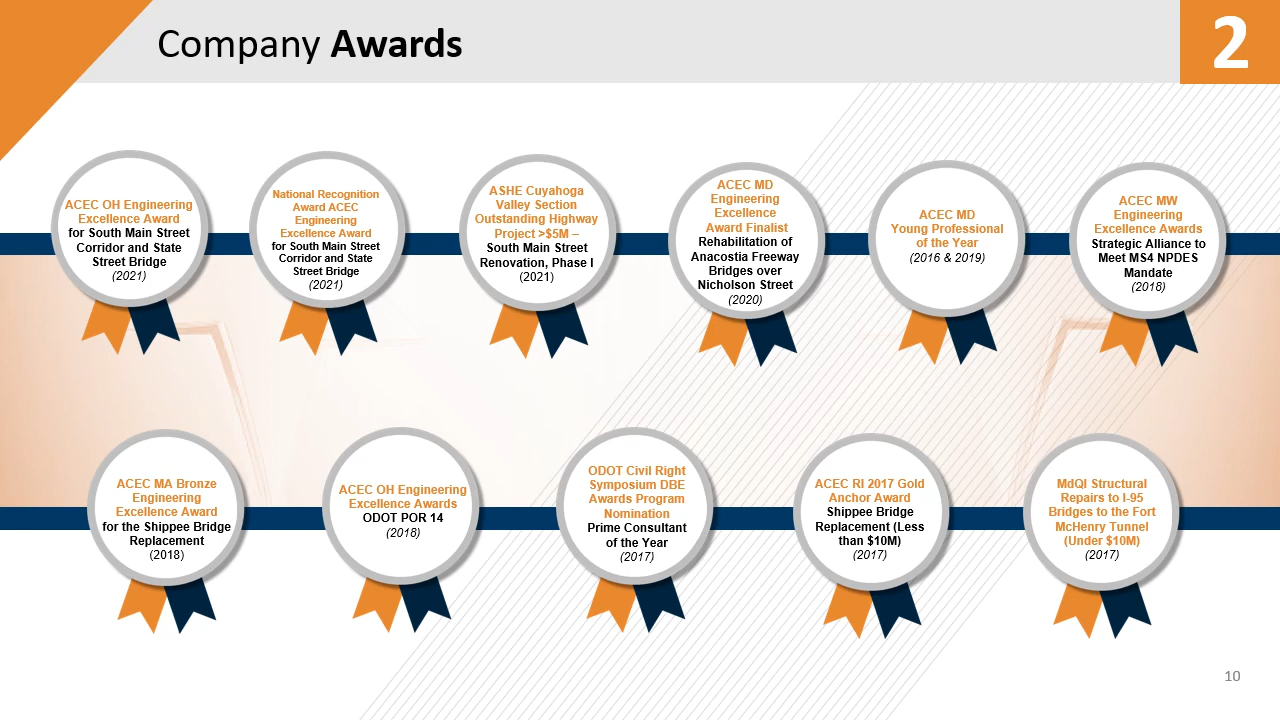 Company Awards
2
ACEC OH Engineering
Excellence Award
for South Main Street
Corridor and State
Street Bridge
(2021)
National Recognition
Award ACEC
Engineering
Excellence Award
for South Main Street
Corridor and State
Street Bridge
(2021)
ASHE Cuyahoga
Valley Section
Outstanding Highway
Project >$5M –
South Main Street
Renovation, Phase I
(2021)
ACEC MD
Engineering
Excellence
Award Finalist
Rehabilitation of
Anacostia Freeway
Bridges over
Nicholson Street
(2020)
ACEC MD
Young Professional
of the Year
(2016 & 2019)
ACEC MW
Engineering
Excellence Awards
Strategic Alliance to
Meet MS4 NPDES
Mandate
(2018)
ACEC MA Bronze
Engineering
Excellence Award
for the Shippee Bridge
Replacement
(2018)
ACEC OH Engineering
Excellence Awards
ODOT POR 14
(2018)
ODOT Civil Right
Symposium DBE
Awards Program
Nomination
Prime Consultant
of the Year
(2017)
ACEC RI 2017 Gold
Anchor Award
Shippee Bridge
Replacement (Less
than $10M)
(2017)
MdQI Structural
Repairs to I-95
Bridges to the Fort
McHenry Tunnel
(Under $10M)
(2017)
10